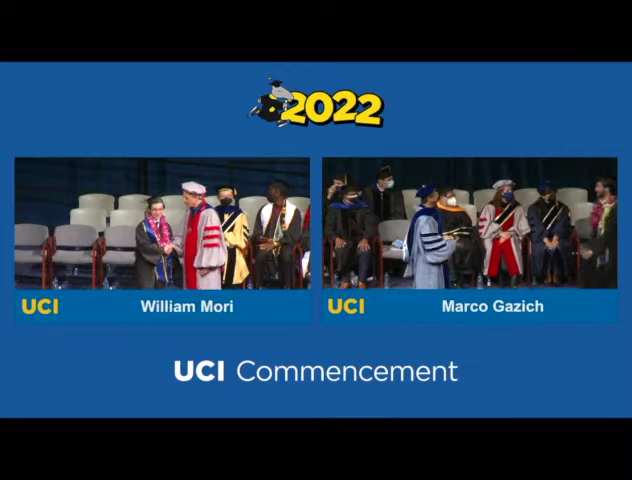 2022
UCI William Mori
UCI Marco Gazich
UCI Commencement